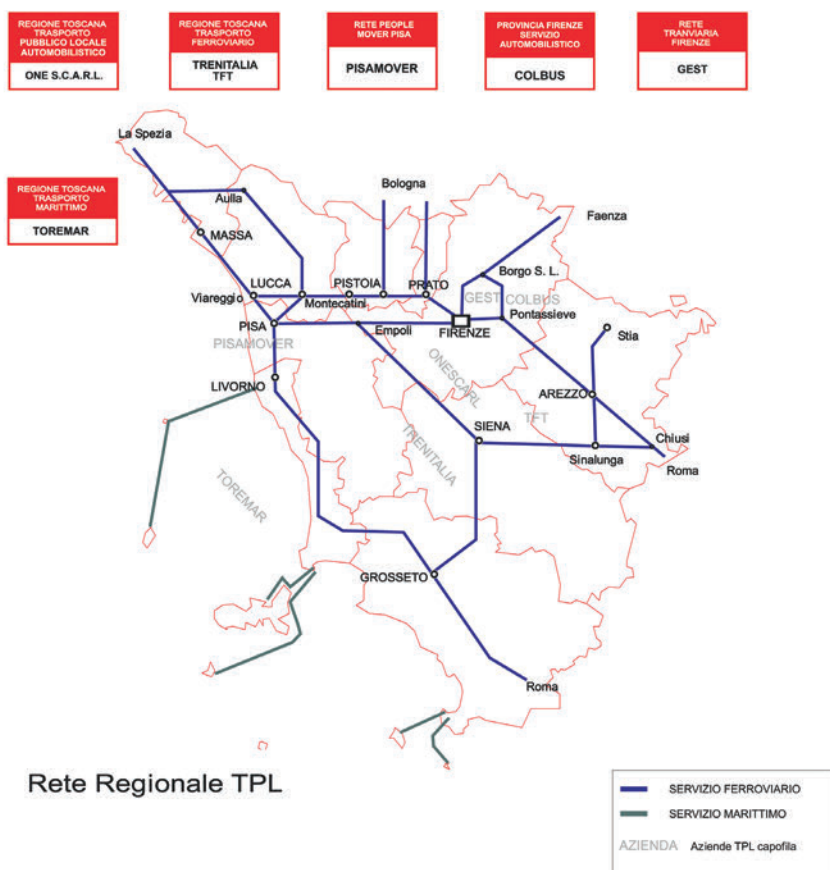 REGIONE TOSCANA
TRASPORTO
PUBBLICO LOCALE
AUTOMOBILISTICO
ONE S.C.A.R.L.
REGIONE TOSCANA
TRASPORTO
FERROVIARIO
TRENITALIA
TFT
RETE PEOPLE
MOVER PISA
PISAMOVER
PROVINCIA FIRENZE
SERVIZIO
AUTOMOBILISTICO
COLBUS
RETE
TRANVIARIA
FIRENZE
GEST
REGIONE TOSCANA
TRASPORTO
MARITTIMO
TOREMAR
La Spezia
Aulla
Bologna
Faenza
MASSA
Borgo S. L.
LUCCA
PISTOIA
PRATO
GEST
COLBUS
Viareggio
Montecatini
Pontassieve
PISA
Empoli
FIRENZE
Stia
PISAMOVER
ONESCARL
LIVORNO
AREZZO
TFT
SIENA
TRENITALIA
Chiusi
Sinalunga
Roma
TOREMAR
GROSSETO
Roma
Rete Regionale TPL
SERVIZIO FERROVIARIO
SERVIZIO MARITTIMO
AZIENDA Aziende TPL capofila